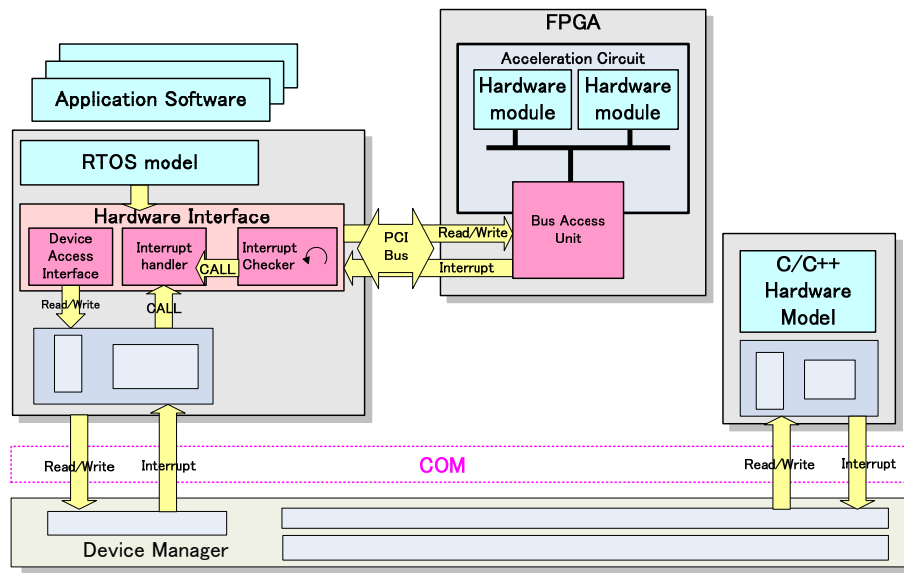 FPGA
Acceleration Circuit
Hardware
module
Hardware
module
Application Software
RTOS model
Hardware Interface
Device
Access
Interface
Interrupt
handler
CALL
Interrupt
Checker
PCI
Bus
Read/Write
Interrupt
Bus Access
Unit
Read/Write
CALL
C/C++
Hardware
Model
Read/Write
Interrupt
COM
Read/Write
Interrupt
Device Manager